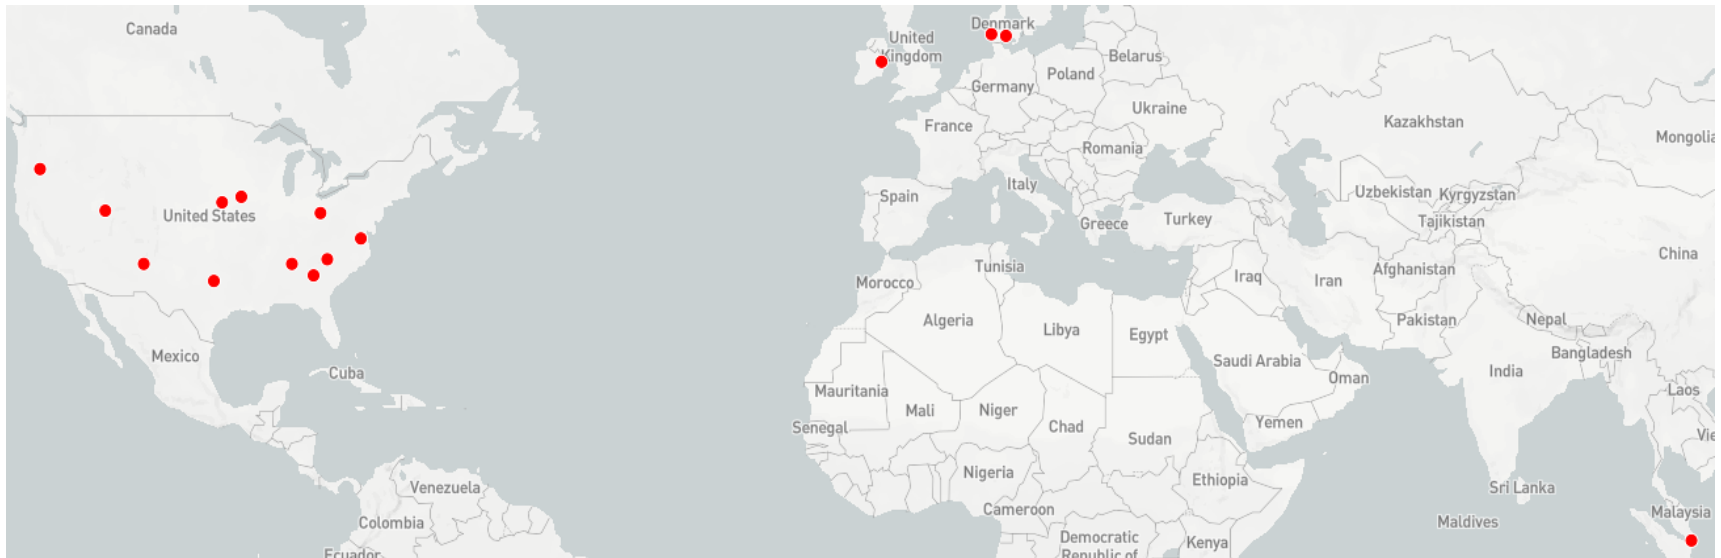 Canada
United
Kingdom
Denmark
Belarus
Poland
Germany
Ukraine
France
Kazakhstan
Mongolia
Romania
Italy
Spain
Uzbekistan
Kyrgyzstan
United States
Turkey
Greece
Tajikistan
China
Tunisia
Morocco
Iraq
Iran
Afghanistan
Algeria
Libya
Egypt
Pakistan
Nepal
Mexico
Cuba
Saudi Arabia
Bangladesh
India
Oman
Mauritania
Laos
Mali
Niger
Senegal
Chad
Sudan
Yemen
Vie
Nigeria
Ethiopia
Venezuela
Sri Lanka
Cameroon
Colombia
Maldives
Malaysia
Democratic
Republic of
Kenya
Ecuador